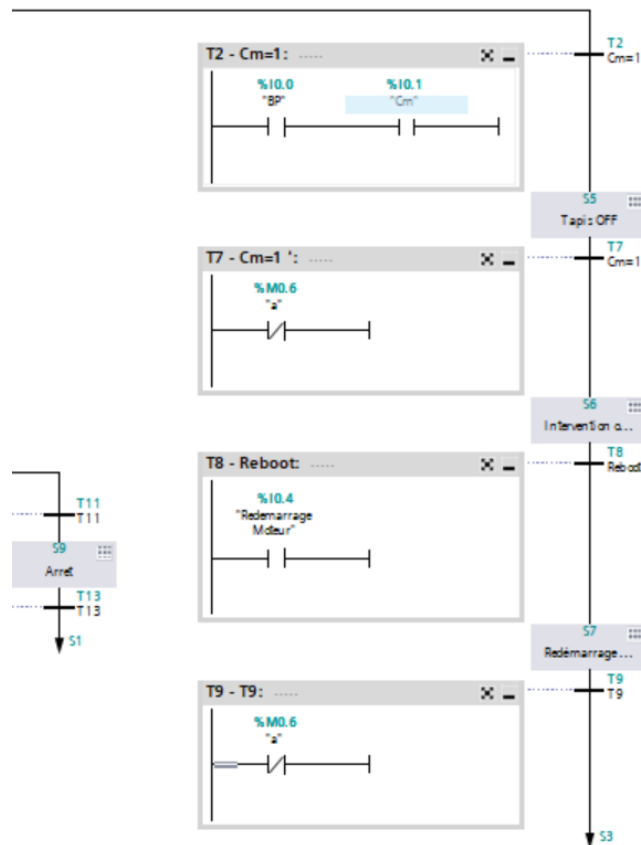 T2 - Cm=1: .....
%I0.0
"BP"
%I0.1
"Cm"
T2
Cm=1
S5
Tapis OFF
T7 - Cm=1 ': .....
%M0.6
"a"
T7
Cm=1
S6
Intervention o...
T8 - Reboot: .....
%I0.4
"Redemarrage
Moteur"
T8
Reboot
T11
T11
S9
Arret
T13
T13
S1
S7
Redémarrage...
T9 - T9: .....
%M0.6
"a"
T9
T9
S3